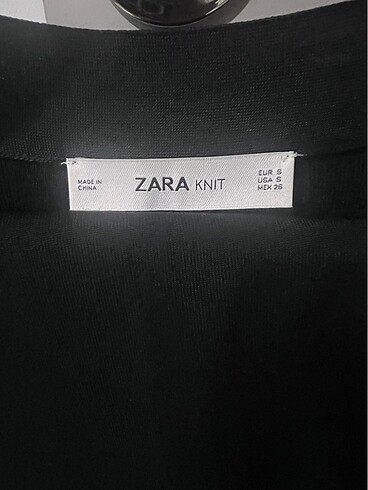 MADE IN
CHINA
ZARA KNIT
EUR S
USA S
MEX 26